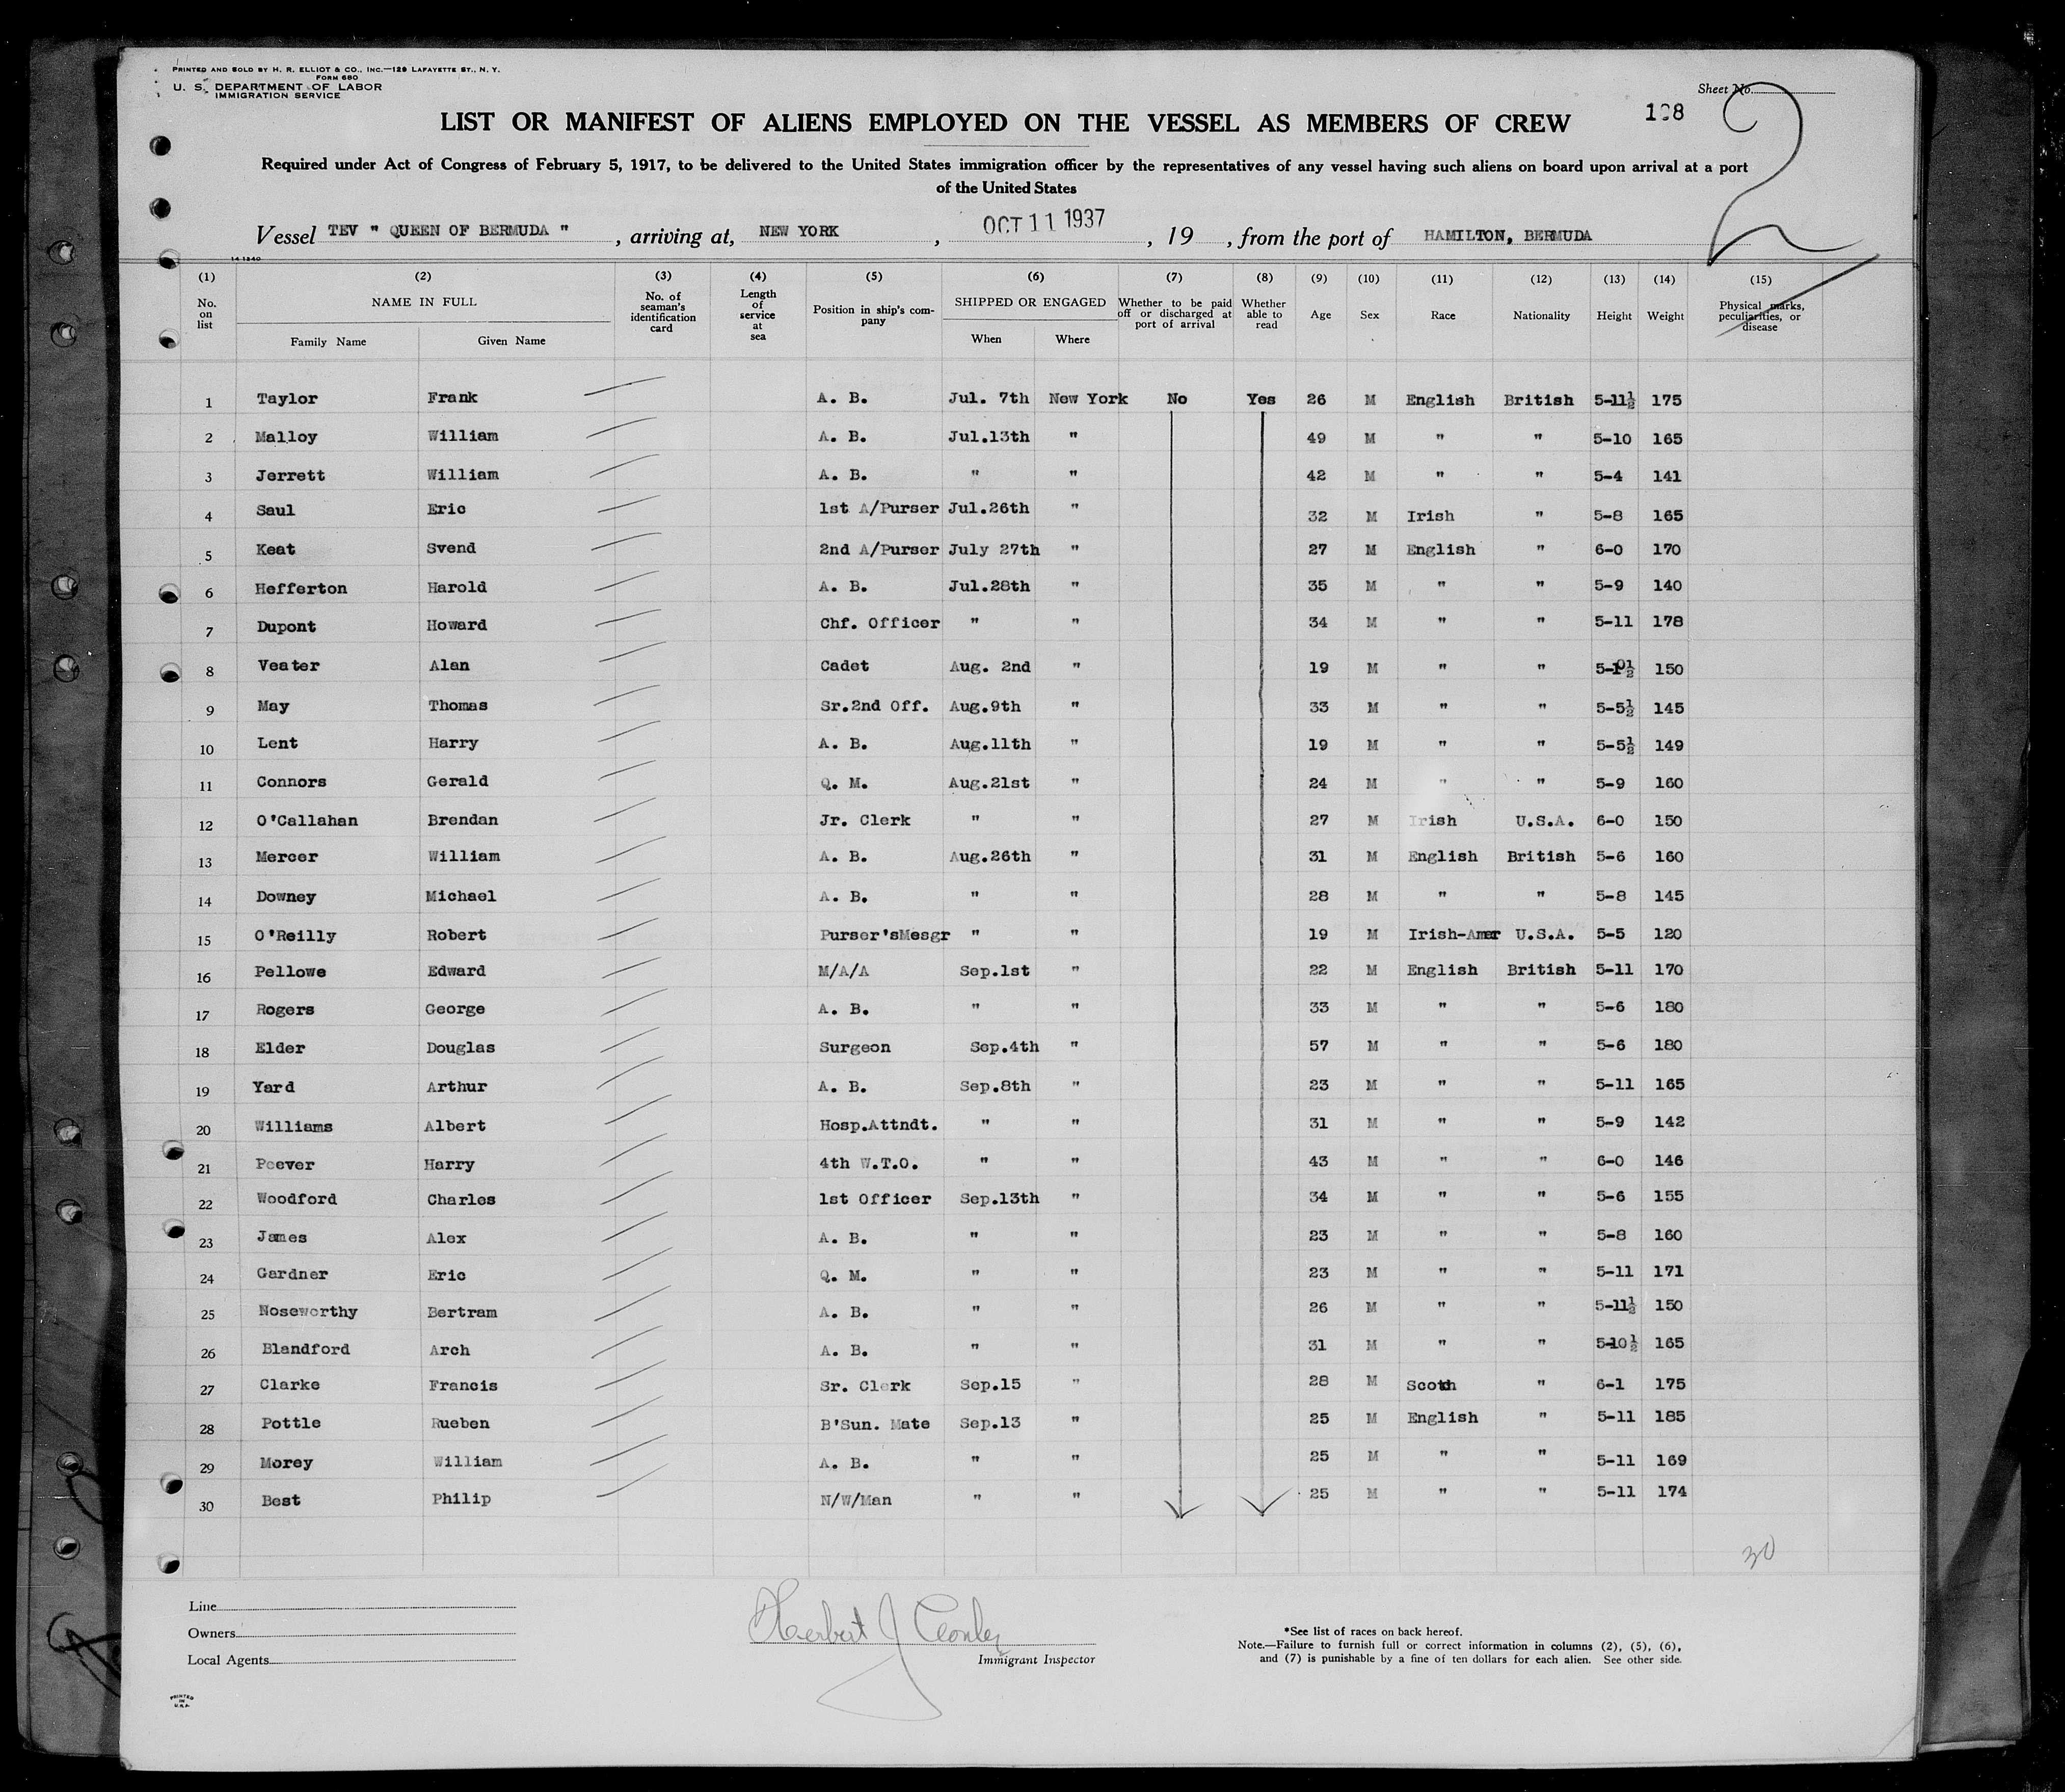 PRINTED AND SOLD BY H. R. ELLIOT & CO., INC.—129 LAFAYETTE ST., N. Y.
FORM 680
U. S. DEPARTMENT OF LABOR
IMMIGRATION SERVICE
Sheet No. 2
198
LIST OR MANIFEST OF ALIENS EMPLOYED ON THE VESSEL AS MEMBERS OF CREW
Required under Act of Congress of February 5, 1917, to be delivered to the United States immigration officer by the representatives of any vessel having such aliens on board upon arrival at a port
of the United States
Vessel TEV " QUEEN OF BERMUDA " , arriving at, NEW YORK , OCT 11 1937 , 19 , from the port of HAMILTON, BERMUDA
14 1240
(1) (2) (3) (4) (5) (6) (7) (8) (9) (10) (11) (12) (13) (14) (15)
No. on list NAME IN FULL Family Name Given Name No. of seaman's identification card Length of service at sea Position in ship's company SHIPPED OR ENGAGED When Where Whether to be paid off or discharged at port of arrival Whether able to read Age Sex Race Nationality Height Weight Physical marks, peculiarities, or disease
1 Taylor Frank A. B. Jul. 7th New York No Yes 26 M English British 5-11½ 175
2 Malloy William A. B. Jul.13th " 49 M " " 5-10 165
3 Jerrett William A. B. " " 42 M " " 5-4 141
4 Saul Eric 1st A/Purser Jul.26th " 32 M Irish " 5-8 165
5 Keat Svend 2nd A/Purser July 27th " 27 M English " 6-0 170
6 Hefferton Harold A. B. Jul.28th " 35 M " " 5-9 140
7 Dupont Howard Chf. Officer " " 34 M " " 5-11 178
8 Veater Alan Cadet Aug. 2nd " 19 M " " 5-10½ 150
9 May Thomas Sr.2nd Off. Aug.9th " 33 M " " 5-5½ 145
10 Lent Harry A. B. Aug.11th " 19 M " " 5-5½ 149
11 Connors Gerald Q. M. Aug.21st " 24 M " " 5-9 160
12 O'Callahan Brendan Jr. Clerk " " 27 M Irish U.S.A. 6-0 150
13 Mercer William A. B. Aug.26th " 31 M English British 5-6 160
14 Downey Michael A. B. " " 28 M " " 5-8 145
15 O'Reilly Robert Purser'sMesgr " " 19 M Irish-Amer U.S.A. 5-5 120
16 Pellowe Edward M/A/A Sep.1st " 22 M English British 5-11 170
17 Rogers George A. B. " " 33 M " " 5-6 180
18 Elder Douglas Surgeon Sep.4th " 57 M " " 5-6 180
19 Yard Arthur A. B. Sep.8th " 23 M " " 5-11 165
20 Williams Albert Hosp.Attndt. " " 31 M " " 5-9 142
21 Peever Harry 4th W.T.O. " " 43 M " " 6-0 146
22 Woodford Charles 1st Officer Sep.13th " 34 M " " 5-6 155
23 James Alex A. B. " " 23 M " " 5-8 160
24 Gardner Eric Q. M. " " 23 M " " 5-11 171
25 Noseworthy Bertram A. B. " " 26 M " " 5-11½ 150
26 Blandford Arch A. B. " " 31 M " " 5-10½ 165
27 Clarke Francis Sr. Clerk Sep.15 " 28 M Scotch " 6-1 175
28 Pottle Rueben B'Sun. Mate Sep.13 " 25 M English " 5-11 185
29 Morey William A. B. " " 25 M " " 5-11 169
30 Best Philip N/W/Man " " 25 M " " 5-11 174
30
Line
Owners
Local Agents
Herbert J
Immigrant Inspector
*See list of races on back hereof.
Note.—Failure to furnish full or correct information in columns (2), (5), (6),
and (7) is punishable by a fine of ten dollars for each alien. See other side.
PRINTED
IN
U.S.A.